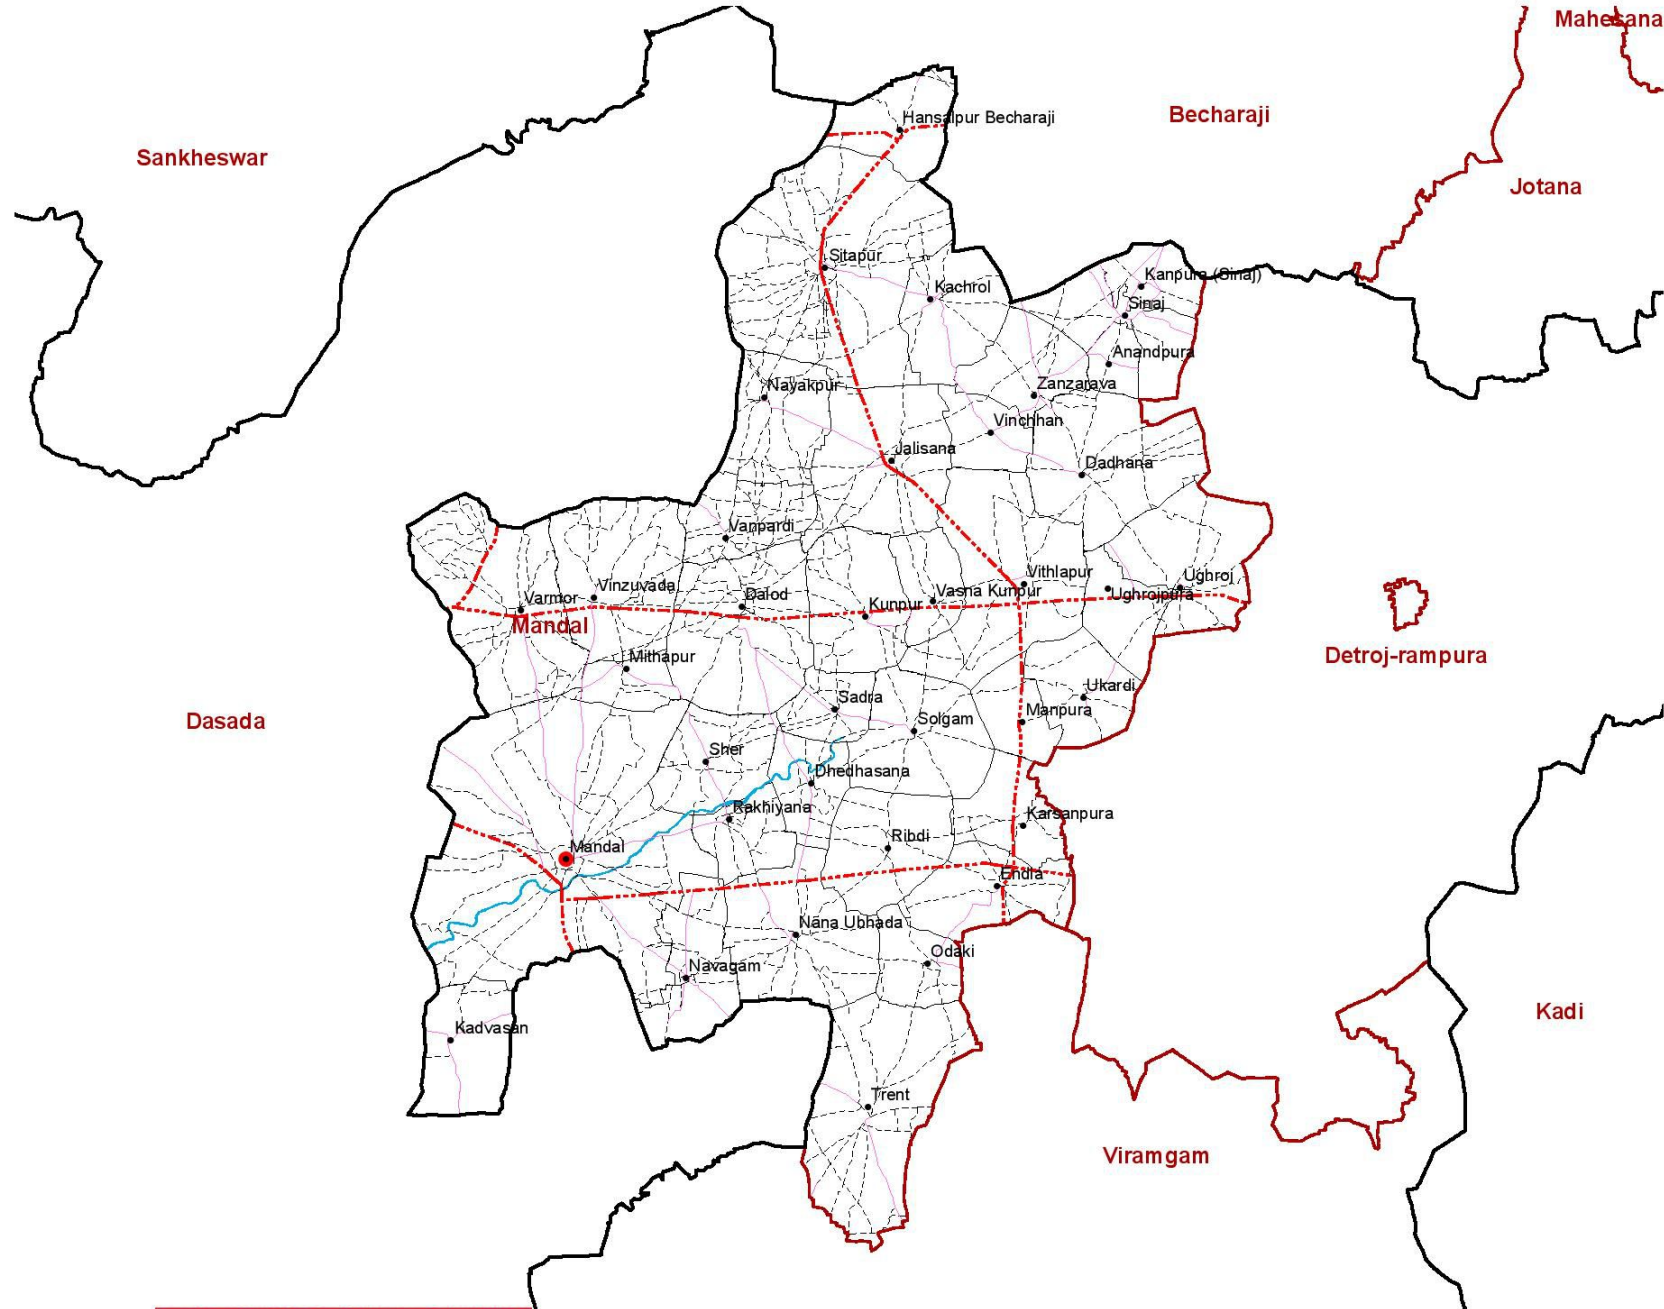 Mahesana
Becharaji
Hansalpur Becharaji
Sankheswar
Jotana
Sitapur
Kanpura (Sinaj)
Kachrol
Sinaj
Anandpura
Nayakpur
Zanzarava
Vinchhan
Jalisana
Dadhana
Vanpardi
Vithlapur
Ughroj
Vinzuvada
Vasna Kunpur
Dalod
Ughrojpura
Varmor
Kunpur
Mandal
Mithapur
Detroj-rampura
Ukardi
Sadra
Manpura
Solgam
Dasada
Sher
Dhedhasana
Rakhiyana
Karsanpura
Ribdi
Mandal
Endla
Nāna Ubhada
Odaki
Navagam
Kadi
Kadvasan
Trent
Viramgam